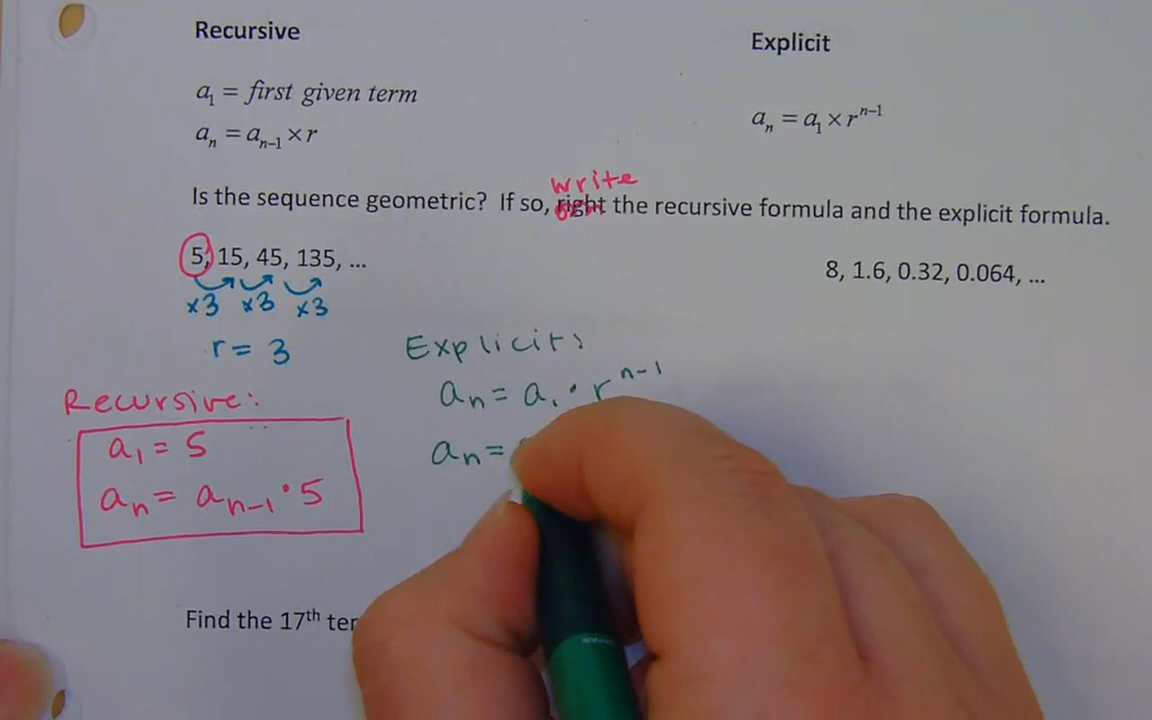 Recursive
Explicit
a₁ = first given term
aₙ = aₙ₋₁ × r
aₙ = a₁ × rⁿ⁻¹
write
Is the sequence geometric? If so, right the recursive formula and the explicit formula.
5, 15, 45, 135, ...
8, 1.6, 0.32, 0.064, ...
×3 ×3 ×3
r = 3
Explicit:
aₙ = a₁ · rⁿ⁻¹
aₙ =
Recursive:
a₁ = 5
aₙ = aₙ₋₁ · 5
Find the 17th